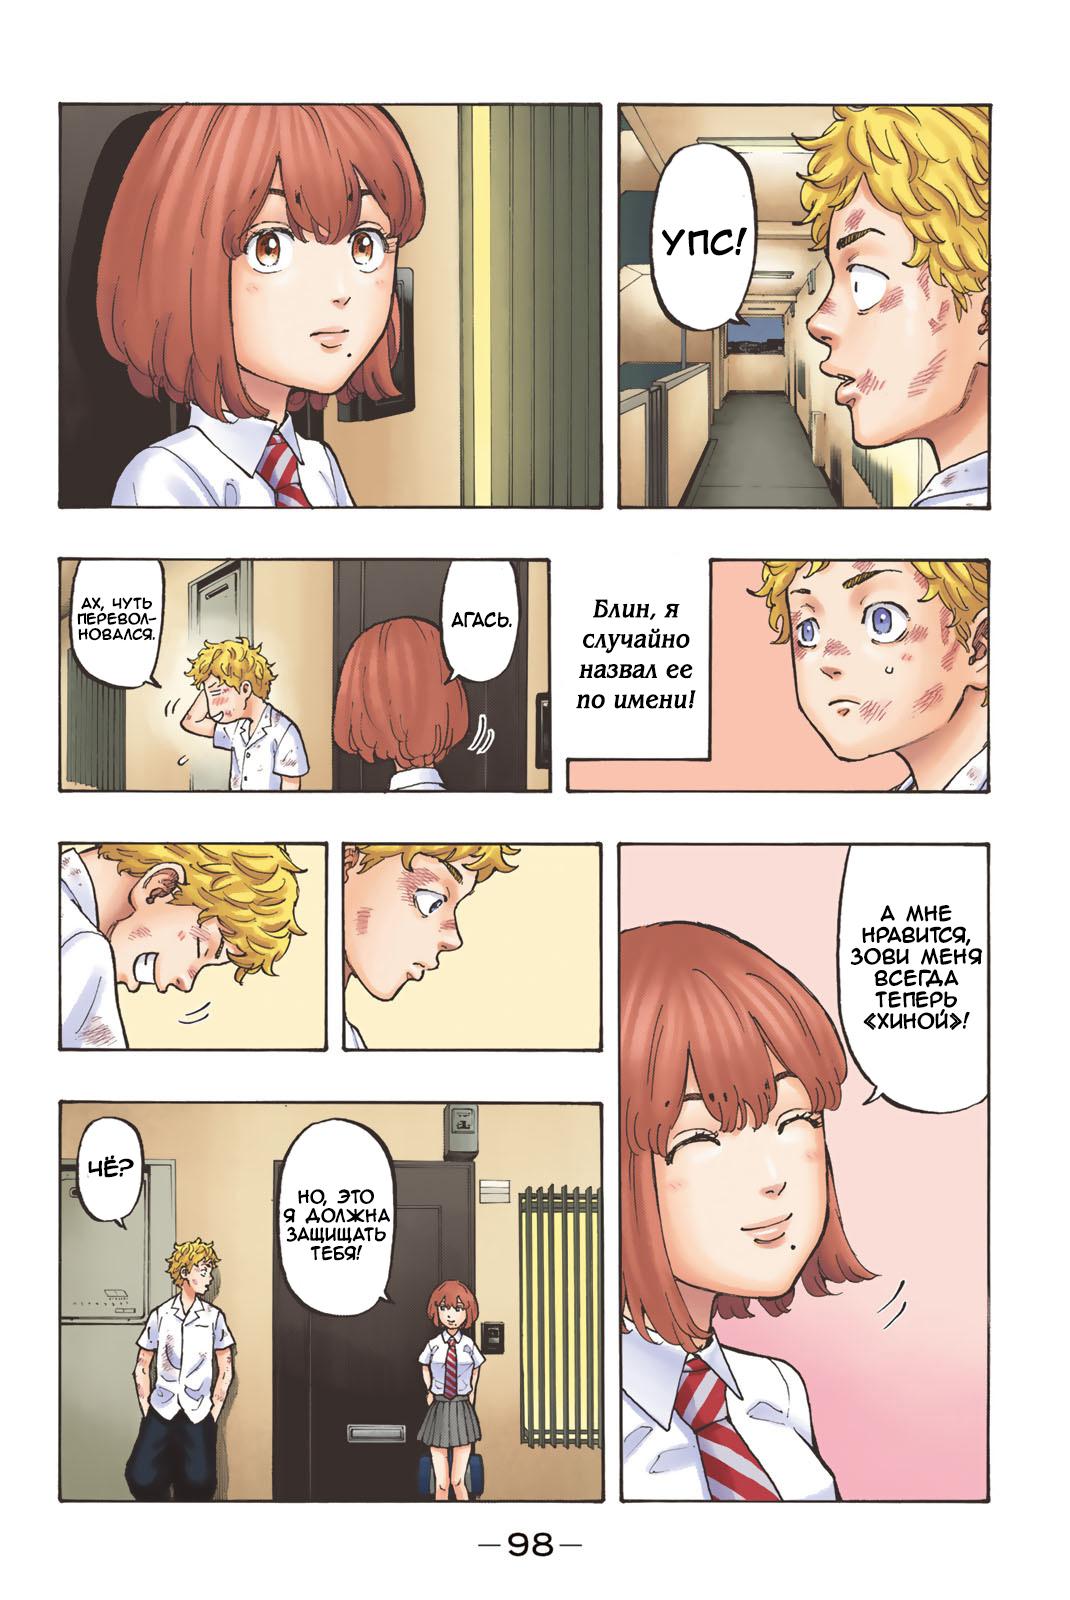 УПС!
Блин, я
случайно
назвал ее
по имени!
АГАСЬ.
АХ, ЧУТЬ
ПЕРЕВОЛ-
НОВАЛСЯ.
А МНЕ
НРАВИТСЯ,
ЗОВИ МЕНЯ
ВСЕГДА
ТЕПЕРЬ
«ХИНОЙ»!
НО, ЭТО
Я ДОЛЖНА
ЗАЩИЩАТЬ
ТЕБЯ!
ЧЁ?
—98—